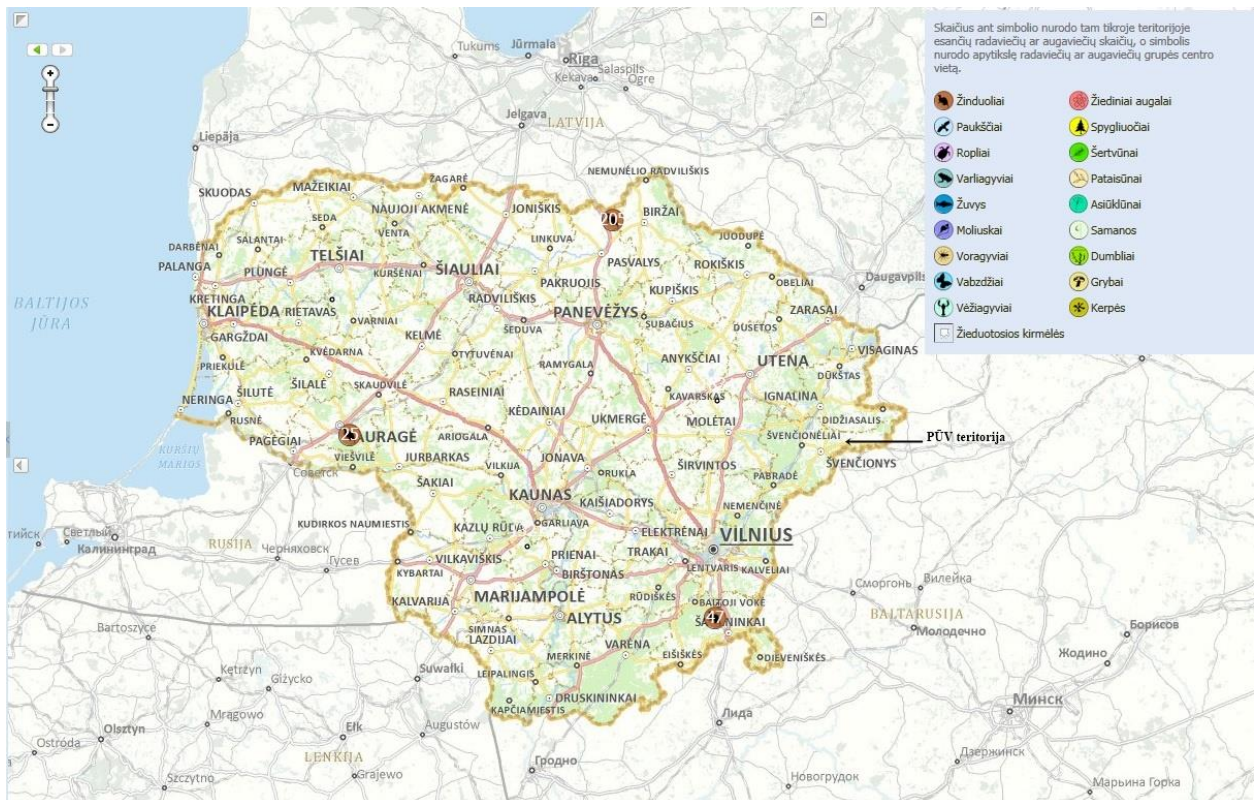 Skaičius ant simbolio nurodo tam tikroje teritorijoje
esančių radaviečių ar augaviečių skaičių, o simbolis
nurodo apytikslę radaviečių ar augaviečių grupės centro
vietą.
Žinduoliai
Žiediniai augalai
Paukščiai
Spygliuočiai
Ropliai
Šertvūnai
Varliagyviai
Pataisūnai
Žuvys
Asiūklūnai
Moliuskai
Samanos
Voragyviai
Dumbliai
Vabzdžiai
Grybai
Vėžiagyviai
Kerpės
Žieduotosios kirmėlės
Tukums
Jūrmala
Rīga
Salaspils
Ķekava
Ogre
Jelgava
LATVIJA
Liepāja
NEMUNĖLIO RADVILIŠKIS
ŽAGARĖ
SKUODAS
MAŽEIKIAI
NAUJOJI AKMENĖ
JONIŠKIS
205
BIRŽAI
SEDA
VENTA
LINKUVA
JUODUPĖ
DARBĖNAI
SALANTAI
TELŠIAI
PASVALYS
ROKIŠKIS
PALANGA
PLUNGĖ
KURŠĖNAI
ŠIAULIAI
PAKRUOJIS
OBELIAI
Daugavpils
KRETINGA
RADVILIŠKIS
KUPIŠKIS
BALTIJOS
JŪRA
KLAIPĖDA
RIETAVAS
VARNIAI
ŠEDUVA
PANEVĖŽYS
SUBAČIUS
DUSETOS
ZARASAI
GARGŽDAI
KELMĖ
PRIEKULĖ
KVĖDARNA
TYTUVĖNAI
RAMYGALA
ANYKŠČIAI
UTENA
VISAGINAS
DŪKŠTAS
ŠILALĖ
SKAUDVILĖ
RASEINIAI
KAVARSKAS
IGNALINA
NERINGA
ŠILUTĖ
KĖDAINIAI
UKMERGĖ
MOLĖTAI
RUSNĖ
DIDŽIASALIS
PAGĖGIAI
25
AURAGĖ
ARIOGALA
ŠVENČIONĖLIAI
PŪV teritorija
KURŠIŲ
MARIOS
VIEŠVILĖ
JURBARKAS
VILKIJA
JONAVA
RUKLA
ŠIRVINTOS
ŠVENČIONYS
Советск
ŠAKIAI
PABRADĖ
KAUNAS
KAIŠIADORYS
NEMENČINĖ
KUDIRKOS NAUMIESTIS
KAZLŲ RŪDA
GARLIAVA
ELEKTRĖNAI
VILNIUS
Светлый
Калининград
RUSIJA
Черняховск
Гусев
KYBARTAI
VILKAVIŠKIS
PRIENAI
TRAKAI
LENTVARIS
KALVELIAI
BIRŠTONAS
KALVARIJA
MARIJAMPOLĖ
RŪDIŠKĖS
BALTOJI VOKĖ
Сморгонь
Вилейка
BALTARUSIJA
ALYTUS
47
NINKAI
Молодечно
Борисов
Bartoszyce
SIMNAS
LAZDIJAI
VARĖNA
Жодино
Kętrzyn
Suwałki
MERKINĖ
EIŠIŠKĖS
DIEVENIŠKĖS
Giżycko
LEIPALINGIS
DRUSKININKAI
KAPČIAMIESTIS
Минск
Mrągowo
Augustów
Лида
Olsztyn
Ełk
Ostróda
LENKIJA
Дзержинск
Szczytno
Grajewo
Гродно
Новогрудок
Марьина Горка